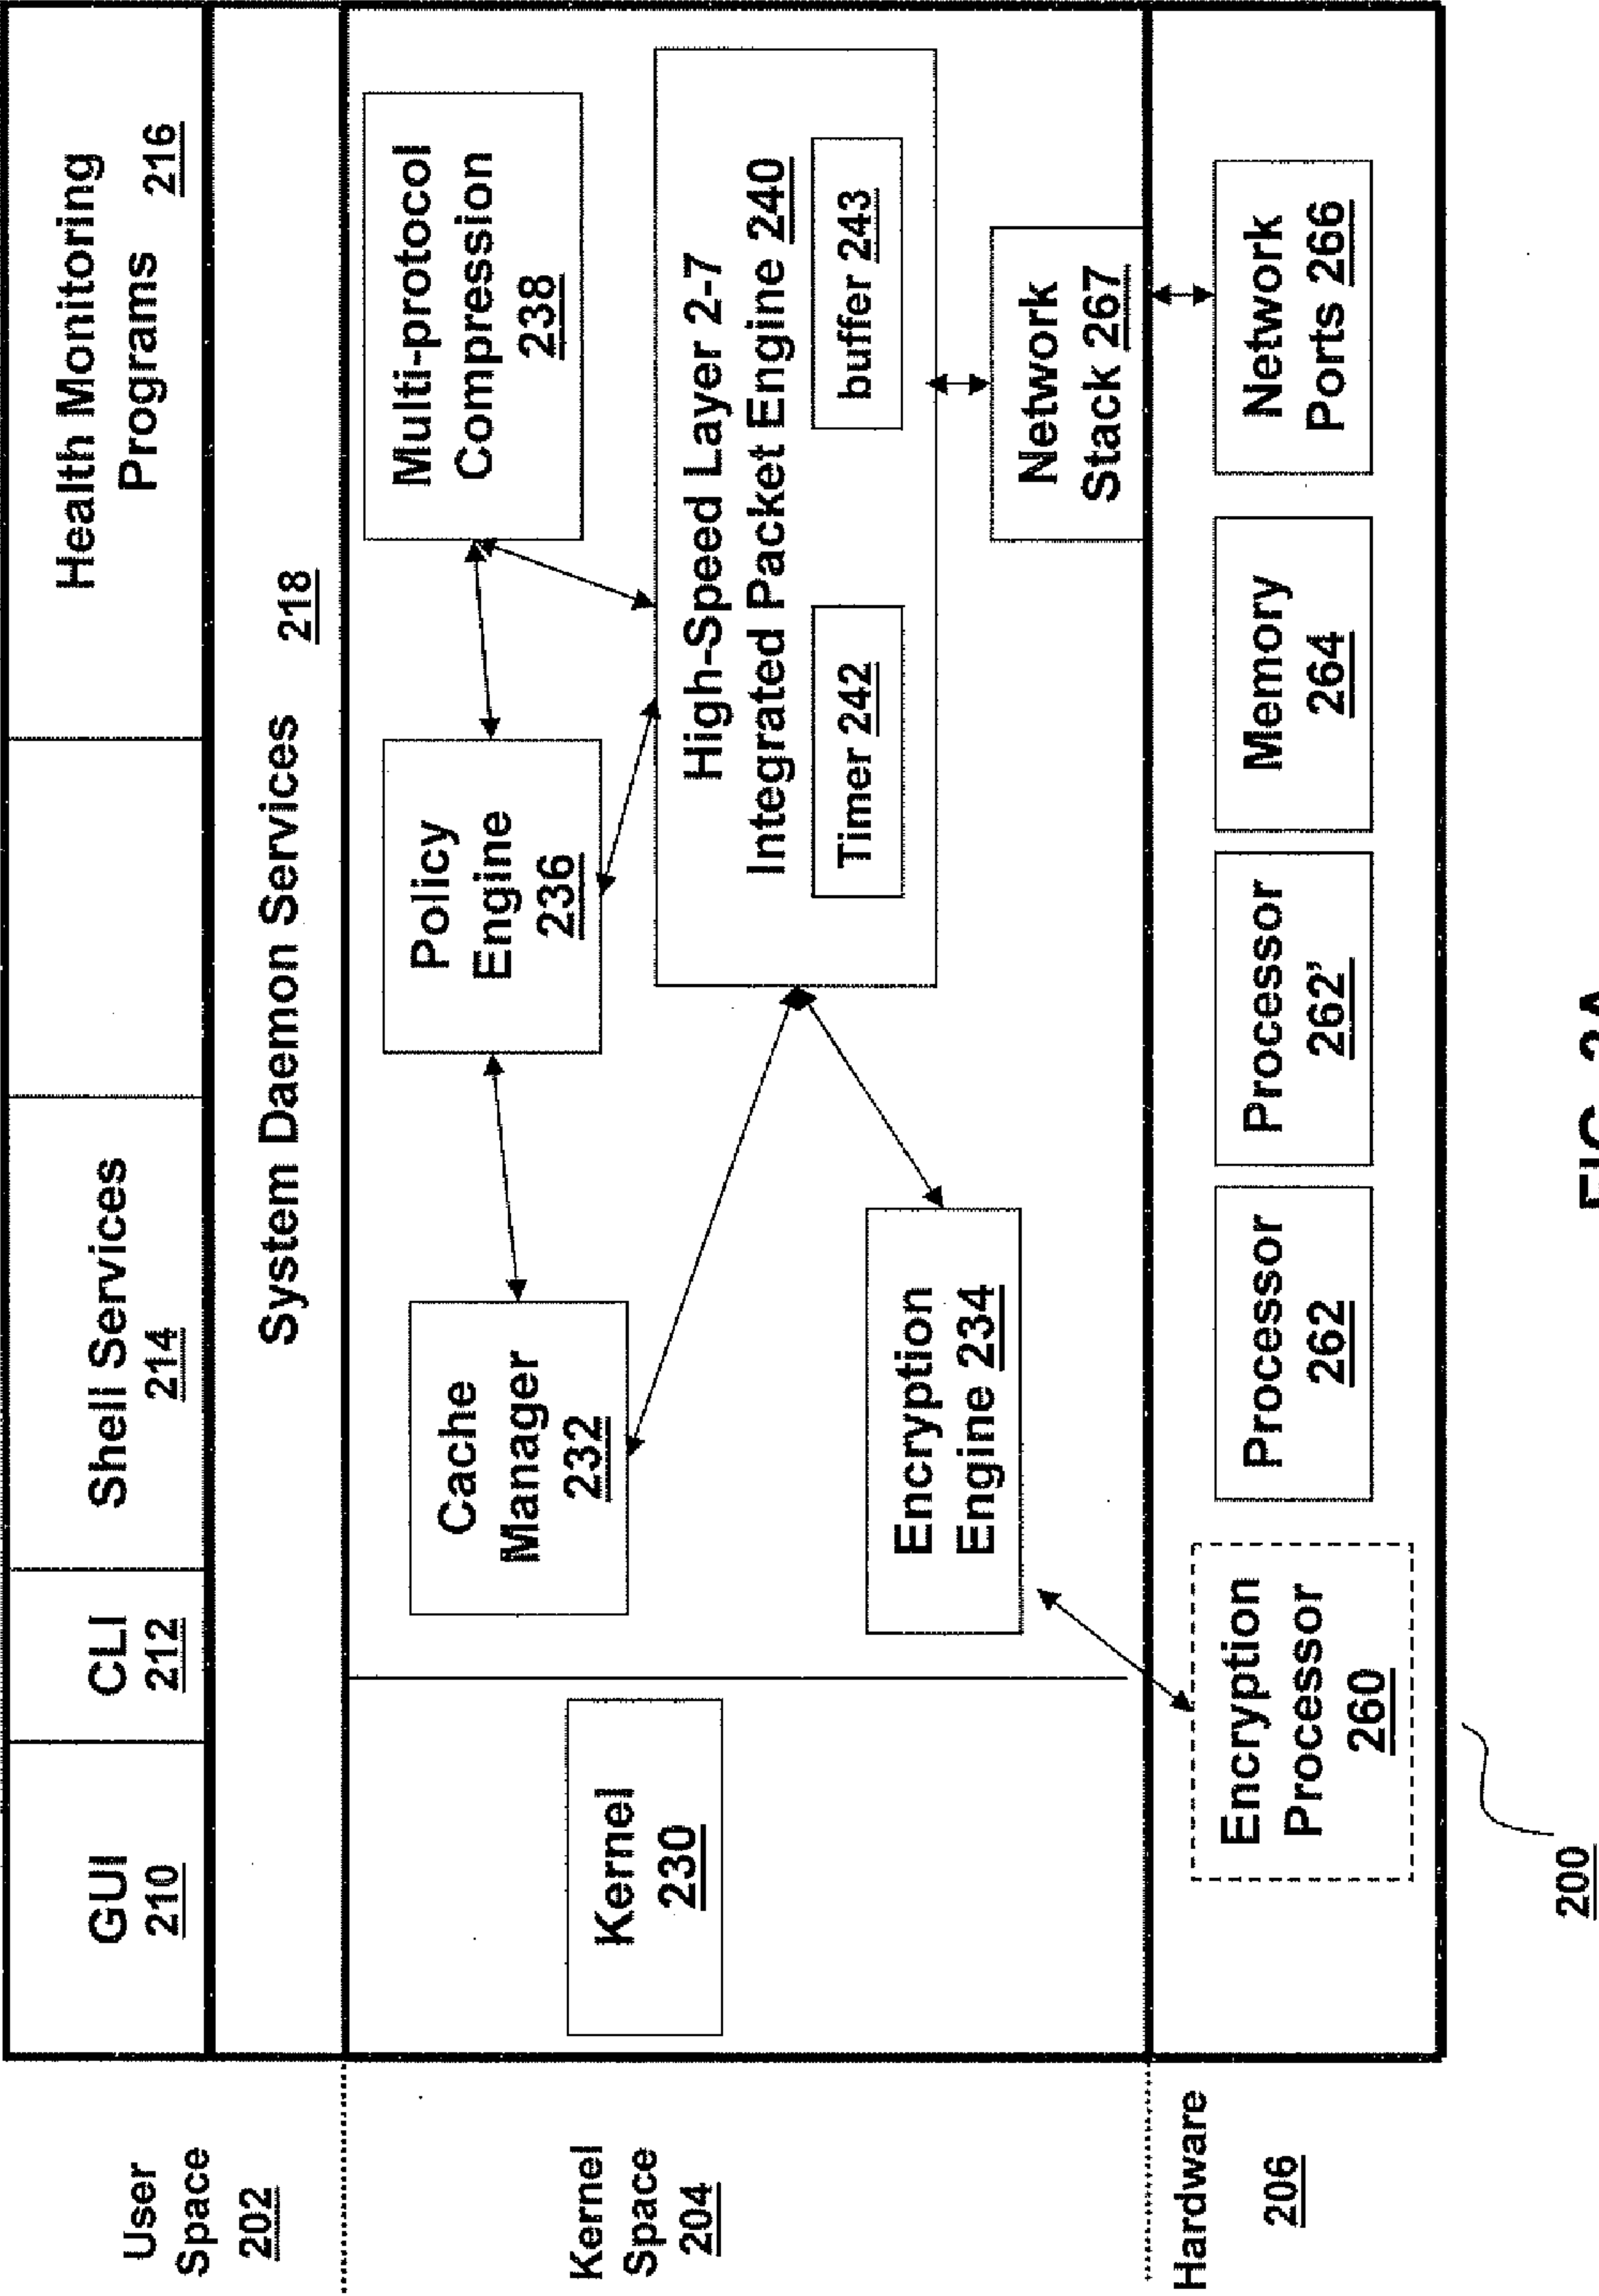 User
Space
202
GUI
210
CLI
212
Shell Services
214
Health Monitoring
Programs 216
System Daemon Services 218
Kernel
Space
204
Kernel
230
Cache
Manager
232
Policy
Engine
236
Multi-protocol
Compression
238
High-Speed Layer 2-7
Integrated Packet Engine 240
Timer 242
buffer 243
Encryption
Engine 234
Network
Stack 267
Hardware
206
Encryption
Processor
260
Processor
262
Processor
262’
Memory
264
Network
Ports 266
200